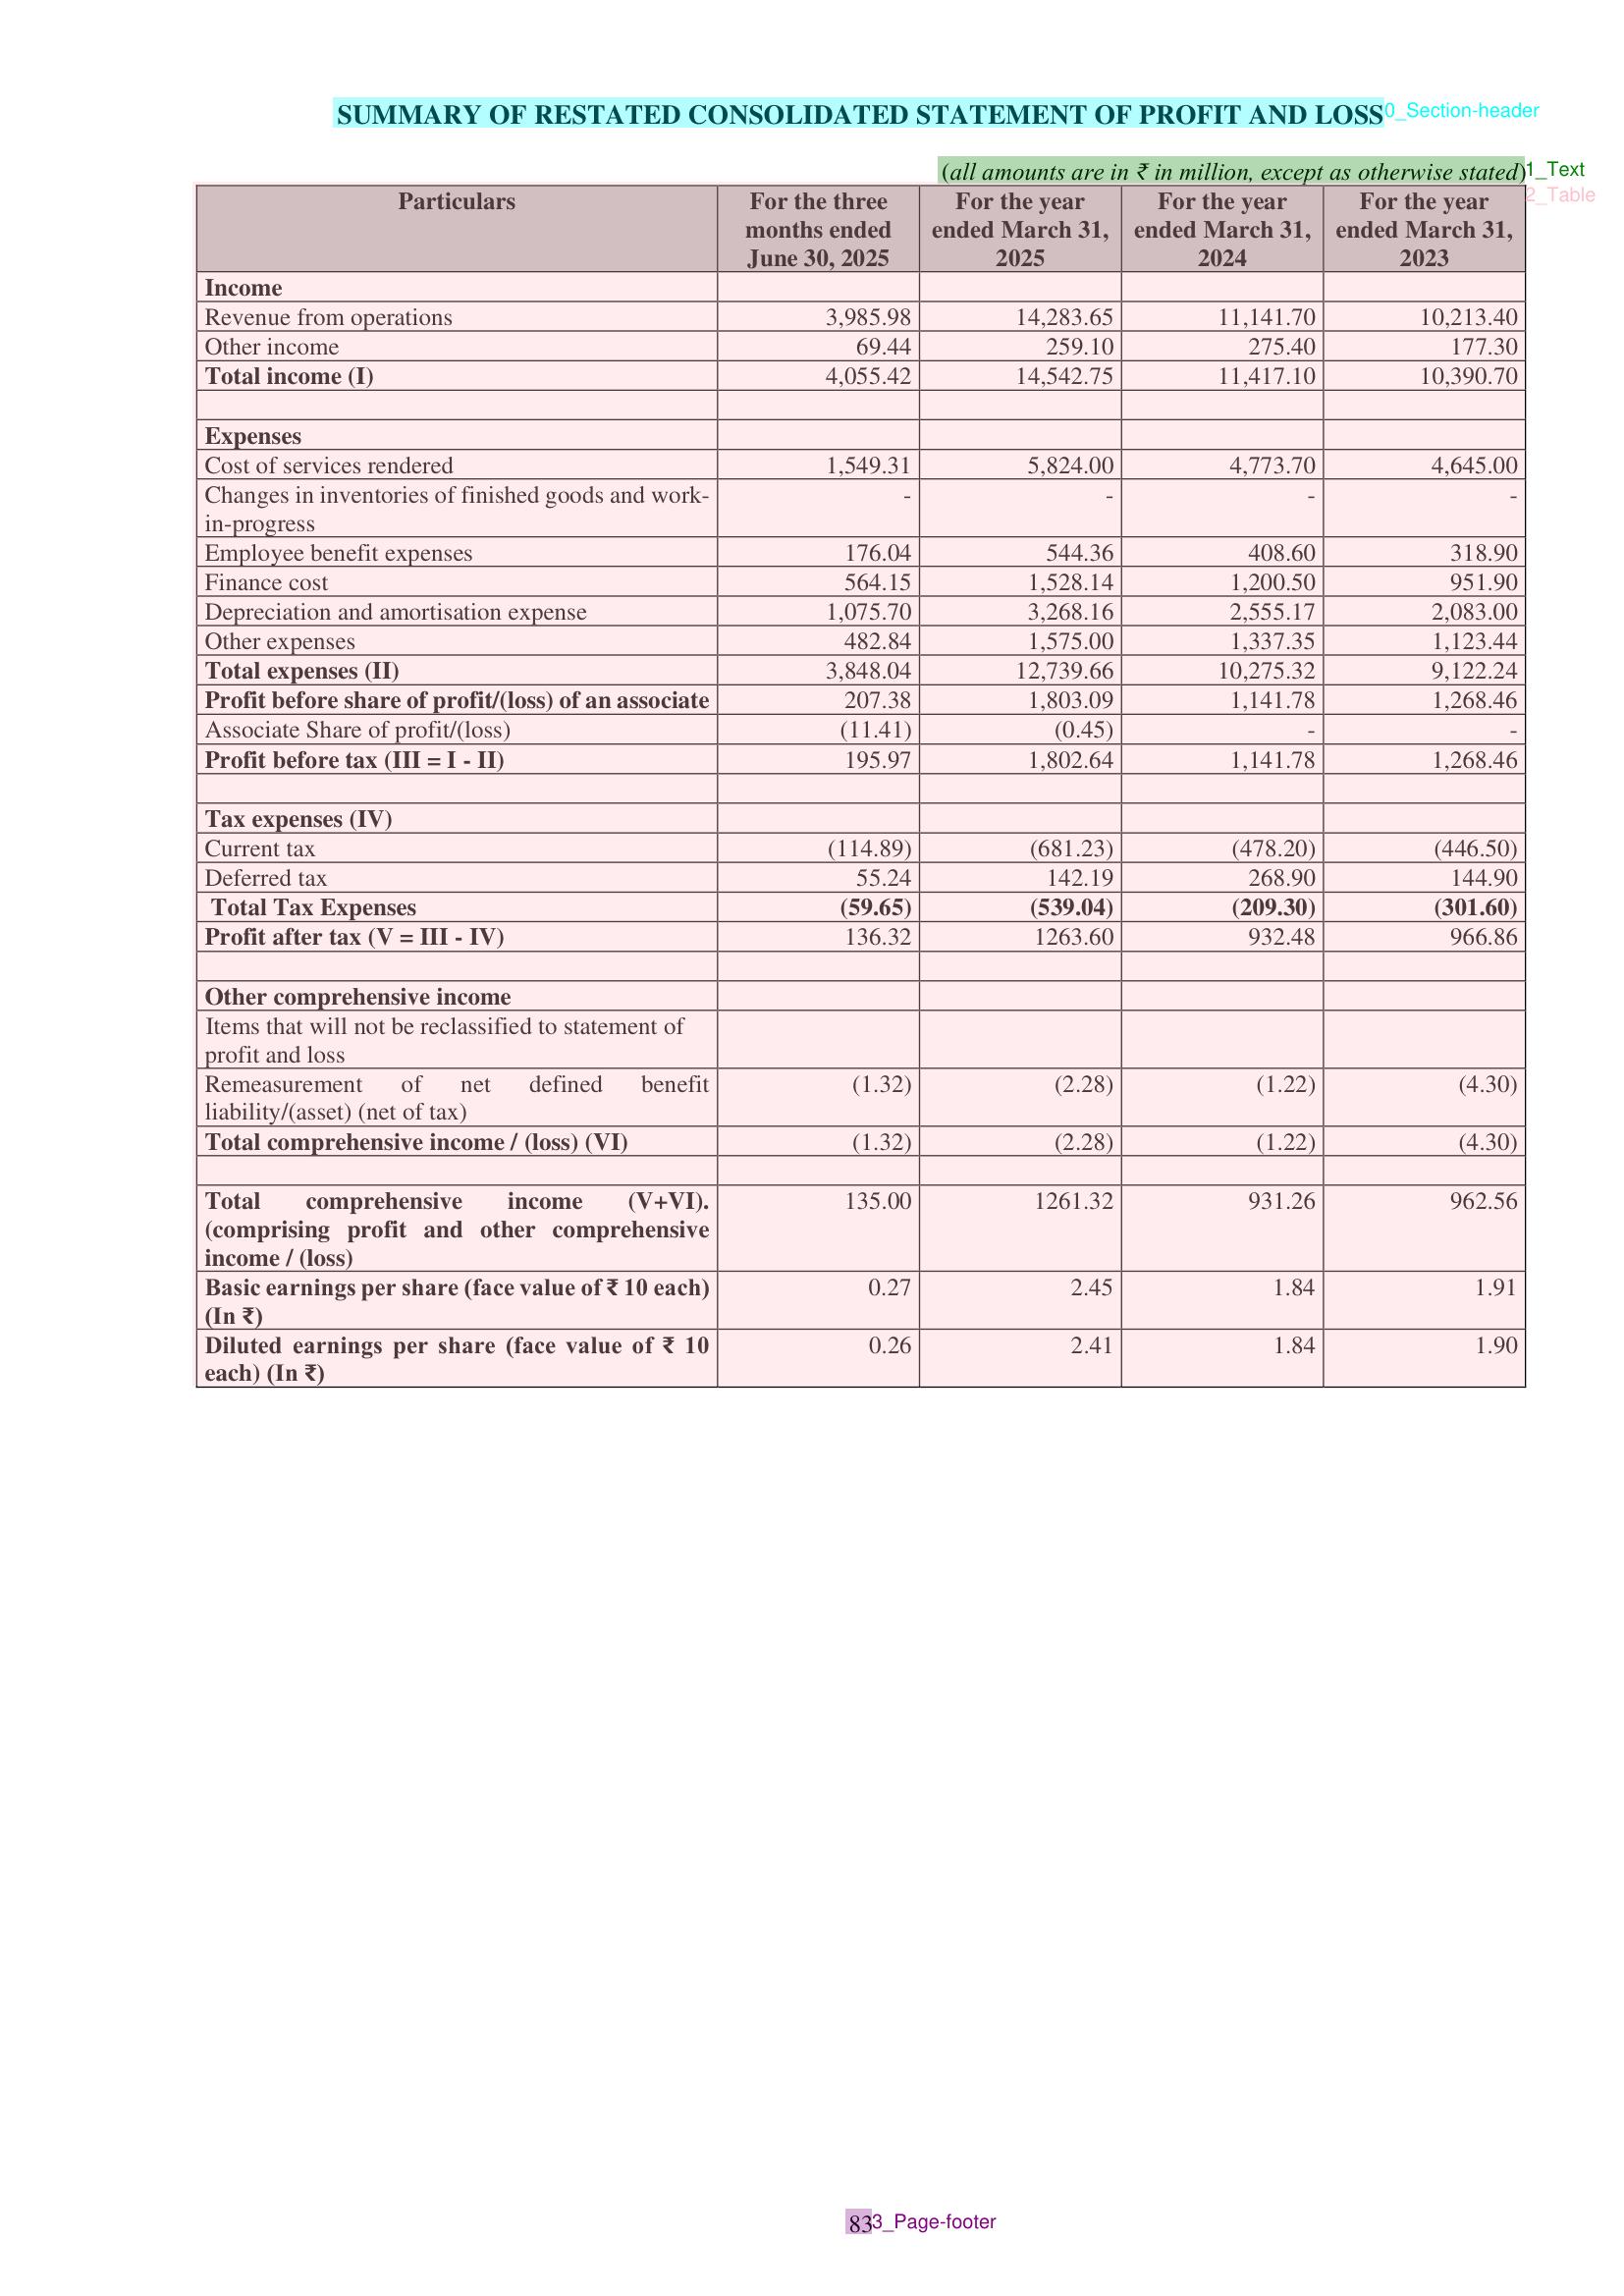 SUMMARY OF RESTATED CONSOLIDATED STATEMENT OF PROFIT AND LOSS 0_Section-header
(all amounts are in ₹ in million, except as otherwise stated) 1_Text
2_Table
Particulars For the three months ended June 30, 2025 For the year ended March 31, 2025 For the year ended March 31, 2024 For the year ended March 31, 2023
Income
Revenue from operations 3,985.98 14,283.65 11,141.70 10,213.40
Other income 69.44 259.10 275.40 177.30
Total income (I) 4,055.42 14,542.75 11,417.10 10,390.70
Expenses
Cost of services rendered 1,549.31 5,824.00 4,773.70 4,645.00
Changes in inventories of finished goods and work-in-progress - - - -
Employee benefit expenses 176.04 544.36 408.60 318.90
Finance cost 564.15 1,528.14 1,200.50 951.90
Depreciation and amortisation expense 1,075.70 3,268.16 2,555.17 2,083.00
Other expenses 482.84 1,575.00 1,337.35 1,123.44
Total expenses (II) 3,848.04 12,739.66 10,275.32 9,122.24
Profit before share of profit/(loss) of an associate 207.38 1,803.09 1,141.78 1,268.46
Associate Share of profit/(loss) (11.41) (0.45) - -
Profit before tax (III = I - II) 195.97 1,802.64 1,141.78 1,268.46
Tax expenses (IV)
Current tax (114.89) (681.23) (478.20) (446.50)
Deferred tax 55.24 142.19 268.90 144.90
Total Tax Expenses (59.65) (539.04) (209.30) (301.60)
Profit after tax (V = III - IV) 136.32 1263.60 932.48 966.86
Other comprehensive income
Items that will not be reclassified to statement of
profit and loss
Remeasurement of net defined benefit liability/(asset) (net of tax) (1.32) (2.28) (1.22) (4.30)
Total comprehensive income / (loss) (VI) (1.32) (2.28) (1.22) (4.30)
Total comprehensive income (V+VI). (comprising profit and other comprehensive income / (loss) 135.00 1261.32 931.26 962.56
Basic earnings per share (face value of ₹ 10 each) (In ₹) 0.27 2.45 1.84 1.91
Diluted earnings per share (face value of ₹ 10 each) (In ₹) 0.26 2.41 1.84 1.90
83 3_Page-footer